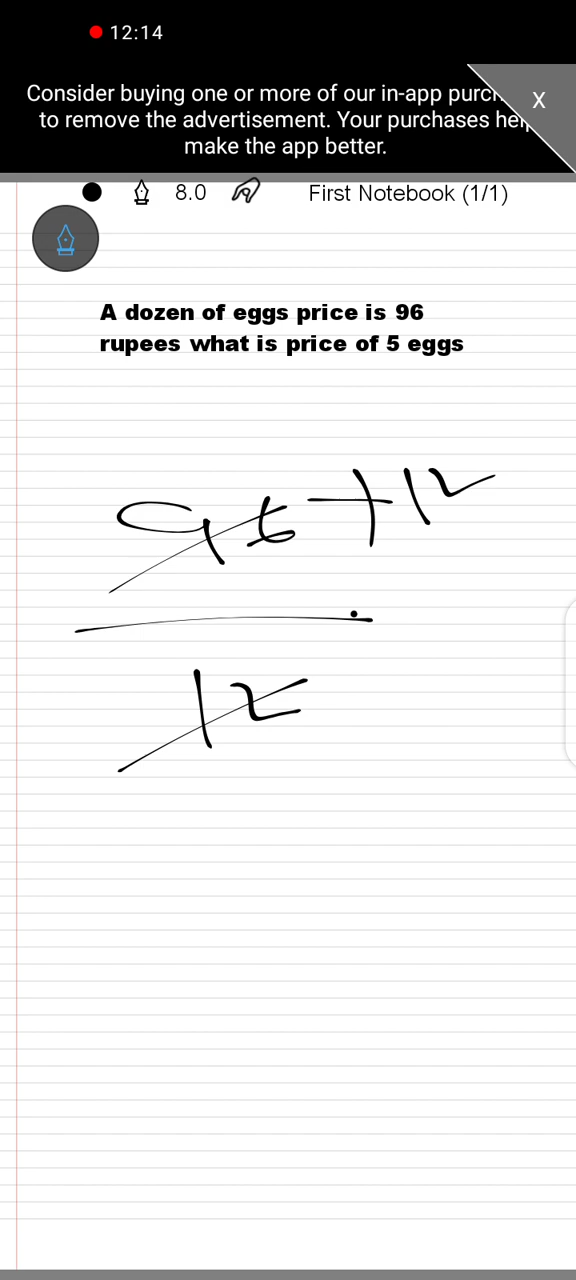 12:14
Consider buying one or more of our in-app purch
to remove the advertisement. Your purchases help
make the app better.
X
8.0 First Notebook (1/1)
A dozen of eggs price is 96
rupees what is price of 5 eggs
96+12
12